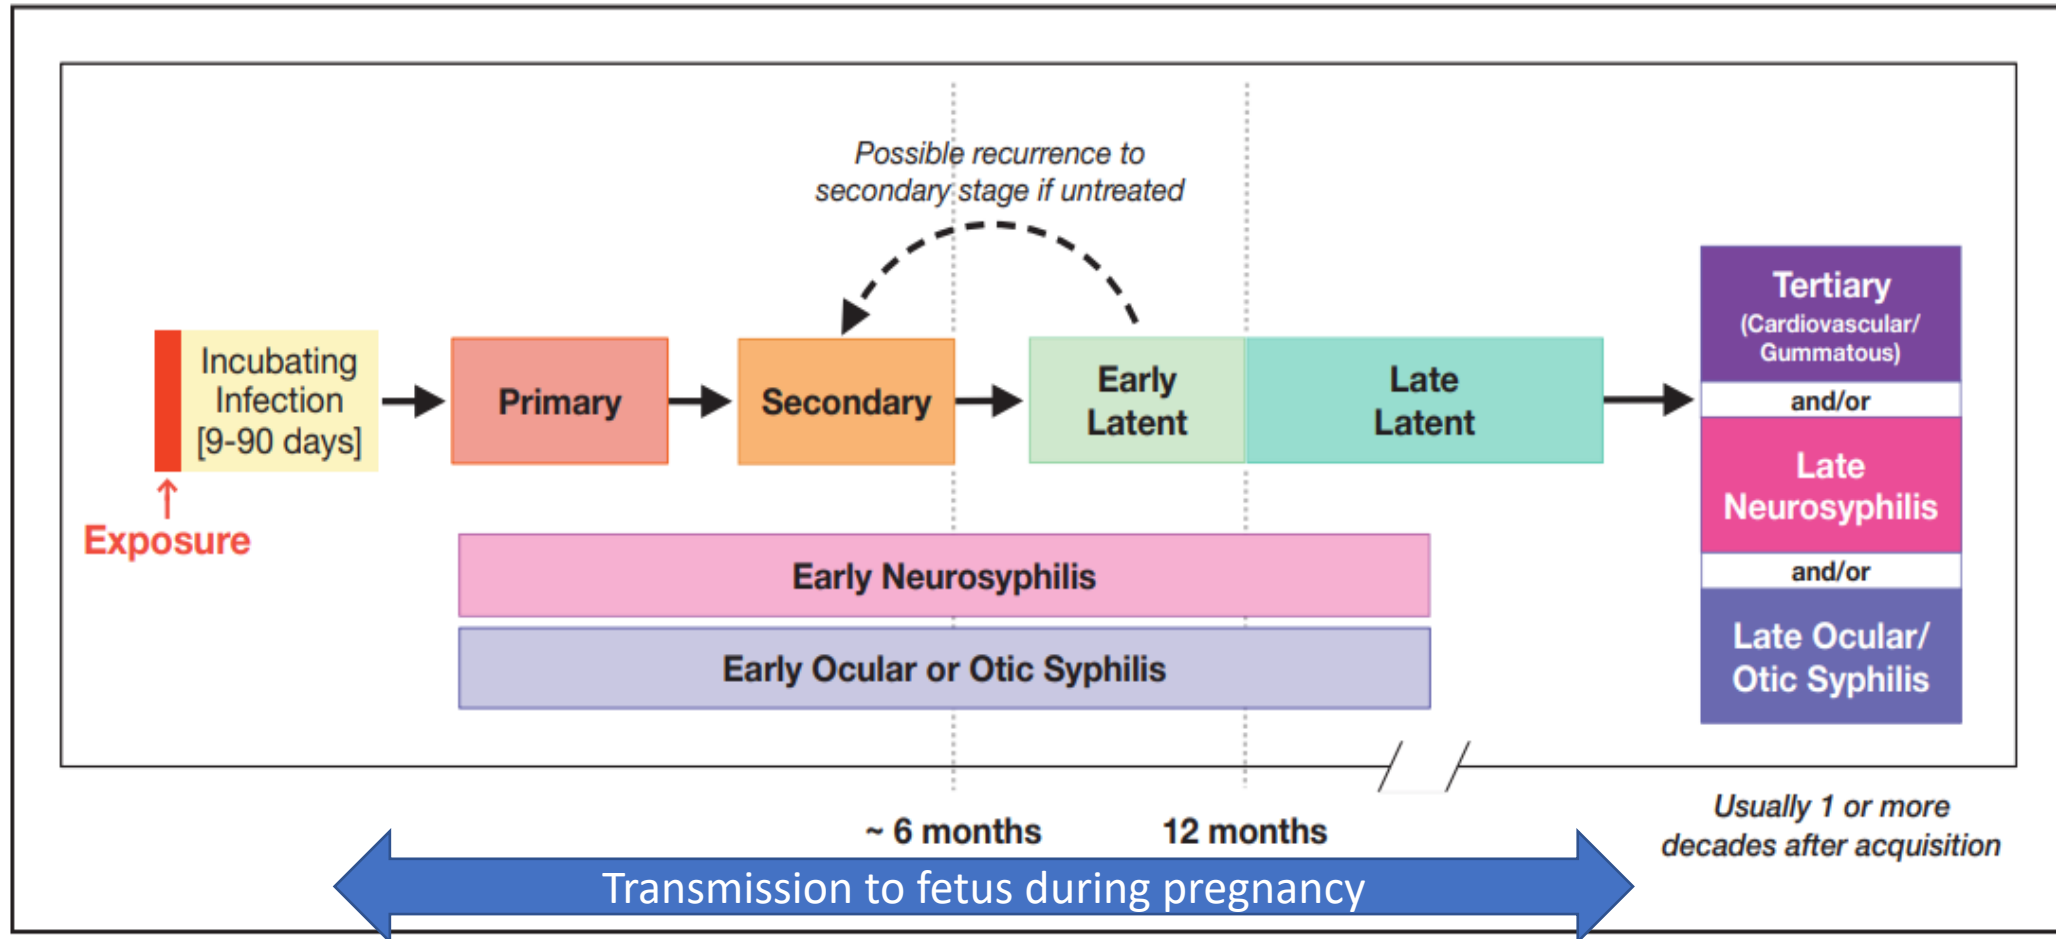 Possible recurrence to
secondary stage if untreated
Incubating
Infection
[9-90 days]
Exposure
Primary
Secondary
Early
Latent
Late
Latent
Tertiary
(Cardiovascular/
Gummatous)
and/or
Late
Neurosyphilis
and/or
Late Ocular/
Otic Syphilis
Early Neurosyphilis
Early Ocular or Otic Syphilis
~ 6 months
12 months
Usually 1 or more
decades after acquisition
Transmission to fetus during pregnancy